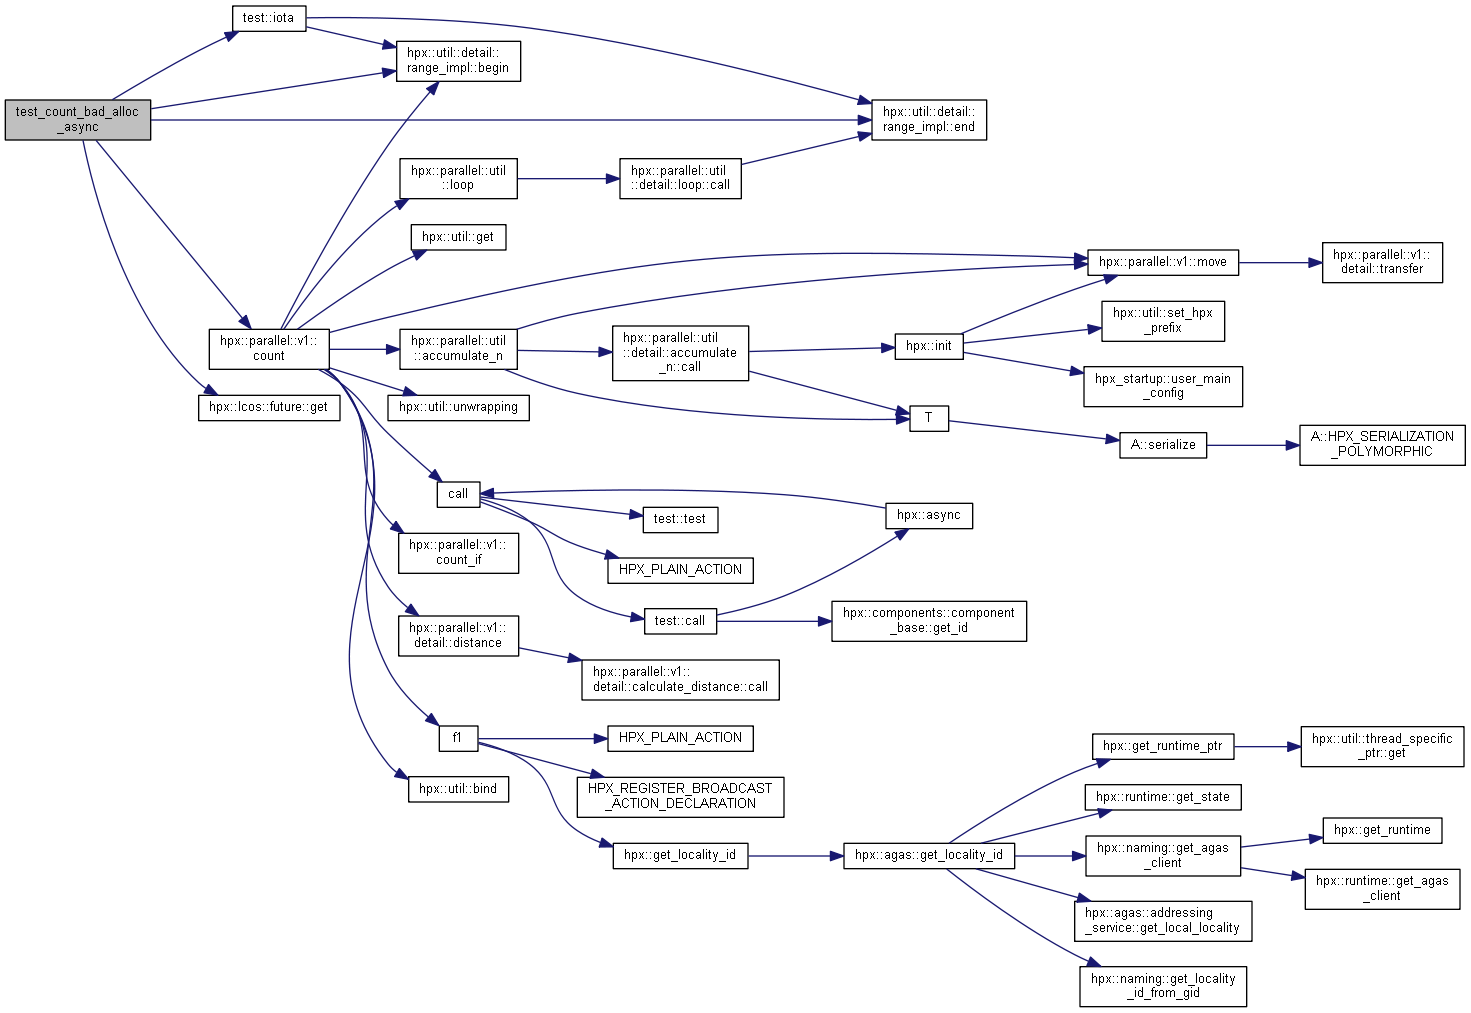 test::iota
hpx::util::detail::
range_impl::begin
test_count_bad_alloc
_async
hpx::util::detail::
range_impl::end
hpx::parallel::util
::loop
hpx::parallel::util
::detail::loop::call
hpx::util::get
hpx::parallel::v1::move
hpx::parallel::v1::
detail::transfer
hpx::util::set_hpx
_prefix
hpx::parallel::v1::
count
hpx::parallel::util
::accumulate_n
hpx::parallel::util
::detail::accumulate
_n::call
hpx::init
hpx_startup::user_main
_config
hpx::lcos::future::get
hpx::util::unwrapping
T
A::serialize
A::HPX_SERIALIZATION
_POLYMORPHIC
call
test::test
hpx::async
hpx::parallel::v1::
count_if
HPX_PLAIN_ACTION
test::call
hpx::components::component
_base::get_id
hpx::parallel::v1::
detail::distance
hpx::parallel::v1::
detail::calculate_distance::call
f1
HPX_PLAIN_ACTION
hpx::get_runtime_ptr
hpx::util::thread_specific
_ptr::get
hpx::util::bind
HPX_REGISTER_BROADCAST
_ACTION_DECLARATION
hpx::runtime::get_state
hpx::get_runtime
hpx::get_locality_id
hpx::agas::get_locality_id
hpx::naming::get_agas
_client
hpx::runtime::get_agas
_client
hpx::agas::addressing
_service::get_local_locality
hpx::naming::get_locality
_id_from_gid